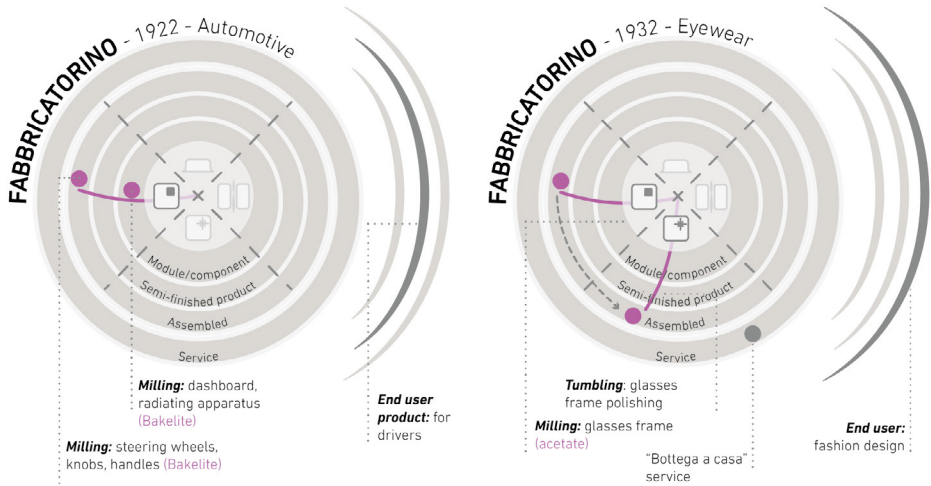 FABBRICATORINO - 1922 - Automotive
Module/component
Semi-finished product
Assembled
Service
Milling: dashboard,
radiating apparatus
(Bakelite)
Milling: steering wheels,
knobs, handles (Bakelite)
End user
product: for
drivers
FABBRICATORINO - 1932 - Eyewear
Module/component
Semi-finished product
Assembled
Service
Tumbling: glasses
frame polishing
Milling: glasses frame
(acetate)
"Bottega a casa"
service
End user:
fashion design